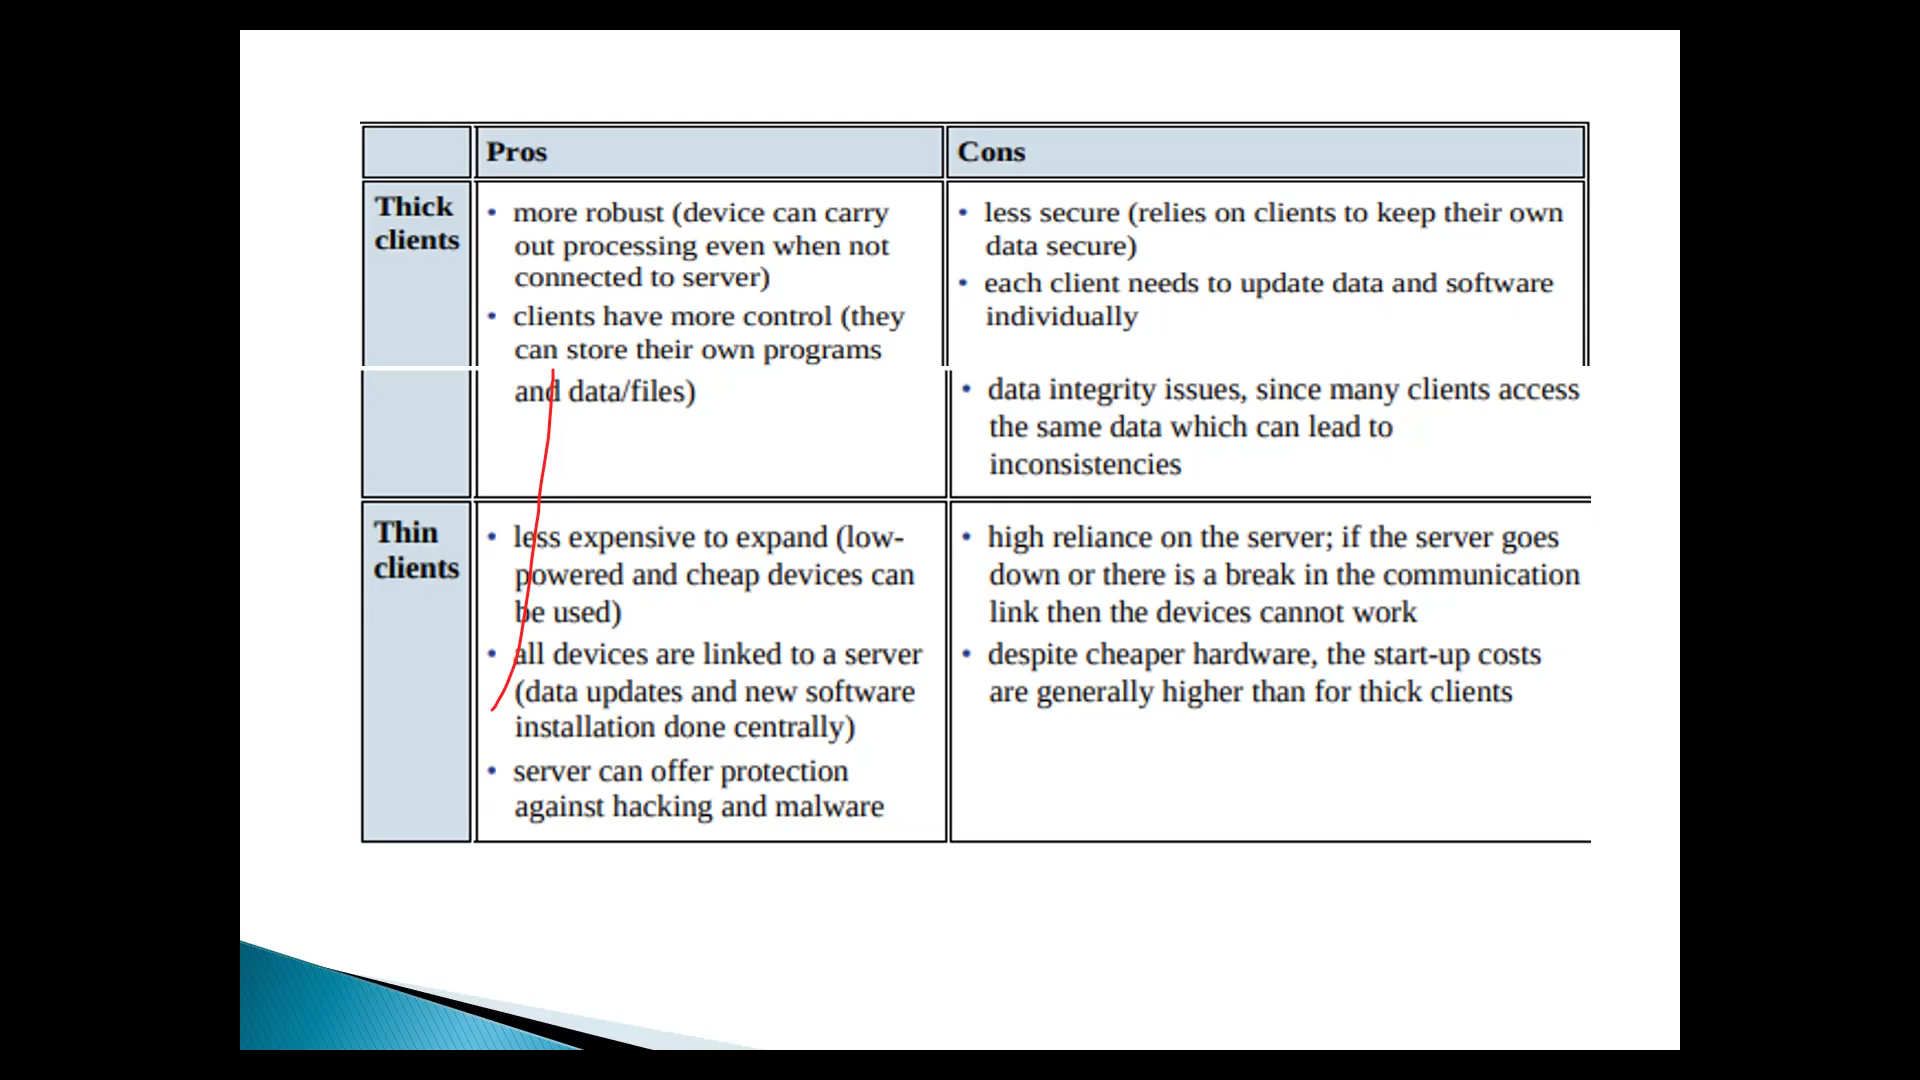 Pros
Cons
Thick
clients
• more robust (device can carry
out processing even when not
connected to server)
• clients have more control (they
can store their own programs
and data/files)
• less secure (relies on clients to keep their own
data secure)
• each client needs to update data and software
individually
• data integrity issues, since many clients access
the same data which can lead to
inconsistencies
Thin
clients
• less expensive to expand (low-
powered and cheap devices can
be used)
• all devices are linked to a server
(data updates and new software
installation done centrally)
• server can offer protection
against hacking and malware
• high reliance on the server; if the server goes
down or there is a break in the communication
link then the devices cannot work
• despite cheaper hardware, the start-up costs
are generally higher than for thick clients